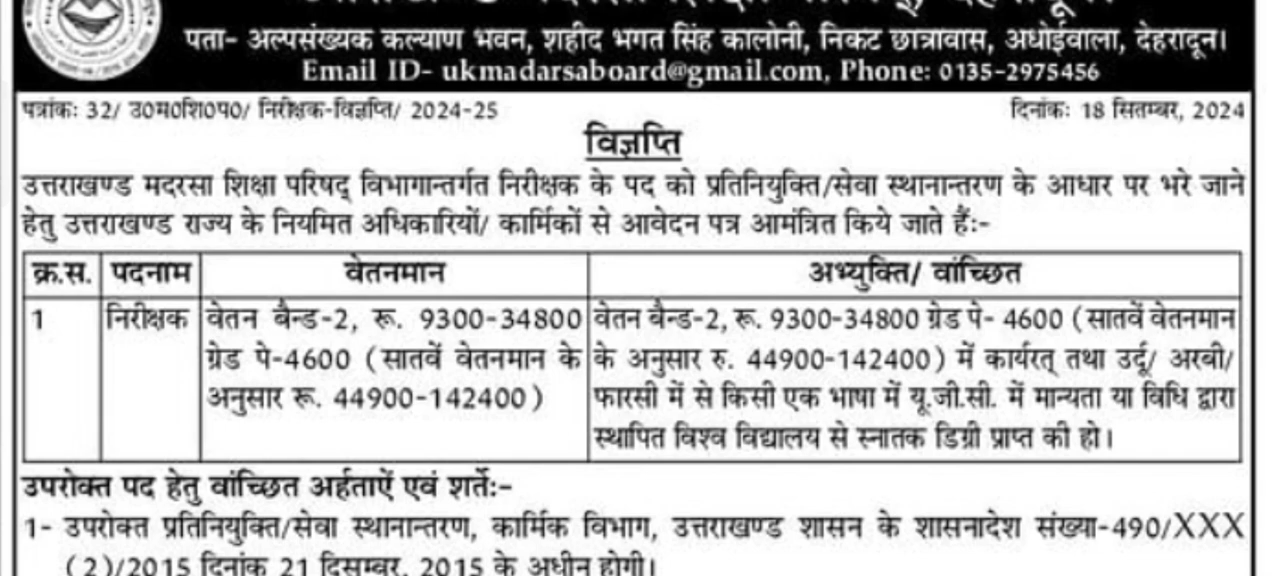 पता- अल्पसंख्यक कल्याण भवन, शहीद भगत सिंह कालोनी, निकट छात्रावास, अधोईवाला, देहरादून।
Email ID- ukmadarsaboard@gmail.com, Phone: 0135-2975456
पत्रांकः 32/ उ0म0शि0प0/ निरीक्षक-विज्ञप्ति/ 2024-25
दिनांकः 18 सितम्बर, 2024
विज्ञप्ति
उत्तराखण्ड मदरसा शिक्षा परिषद् विभागान्तर्गत निरीक्षक के पद को प्रतिनियुक्ति/सेवा स्थानान्तरण के आधार पर भरे जाने
हेतु उत्तराखण्ड राज्य के नियमित अधिकारियों/ कार्मिकों से आवेदन पत्र आमंत्रित किये जाते हैंः-
क्र.स. पदनाम वेतनमान अभ्युक्ति/ वांच्छित
1 निरीक्षक वेतन बैन्ड-2, रू. 9300-34800
ग्रेड पे-4600 (सातवें वेतनमान के
अनुसार रू. 44900-142400)
वेतन बैन्ड-2, रू. 9300-34800 ग्रेड पे- 4600 (सातवें वेतनमान
के अनुसार रु. 44900-142400) में कार्यरत् तथा उर्दू/ अरबी/
फारसी में से किसी एक भाषा में यू.जी.सी. में मान्यता या विधि द्वारा
स्थापित विश्व विद्यालय से स्नातक डिग्री प्राप्त की हो।
उपरोक्त पद हेतु वांच्छित अर्हताऐं एवं शर्तेः-
1- उपरोक्त प्रतिनियुक्ति/सेवा स्थानान्तरण, कार्मिक विभाग, उत्तराखण्ड शासन के शासनादेश संख्या-490/XXX
(2)/2015 दिनांक 21 दिसम्बर, 2015 के अधीन होगी।